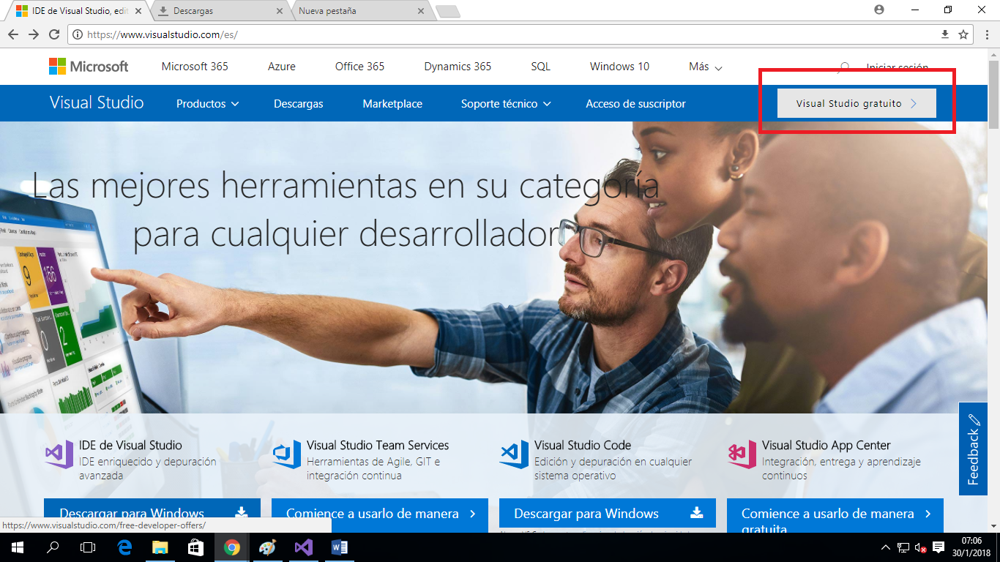 IDE de Visual Studio, edi
Descargas
Nueva pestaña
https://www.visualstudio.com/es/
Microsoft
Microsoft 365
Azure
Office 365
Dynamics 365
SQL
Windows 10
Más
Iniciar sesión
Visual Studio
Productos
Descargas
Marketplace
Soporte técnico
Acceso de suscriptor
Visual Studio gratuito
Las mejores herramientas en su categoría
para cualquier desarrollador
9
156
0
2
IDE de Visual Studio
IDE enriquecido y depuración
avanzada
Visual Studio Team Services
Herramientas de Agile, GIT e
integración continua
Visual Studio Code
Edición y depuración en cualquier
sistema operativo
Visual Studio App Center
Integración, entrega y aprendizaje
continuos
Feedback
Descargar para Windows
Comience a usarlo de manera
Descargar para Windows
Comience a usarlo de manera
gratuita
https://www.visualstudio.com/free-developer-offers/
07:06
30/1/2018